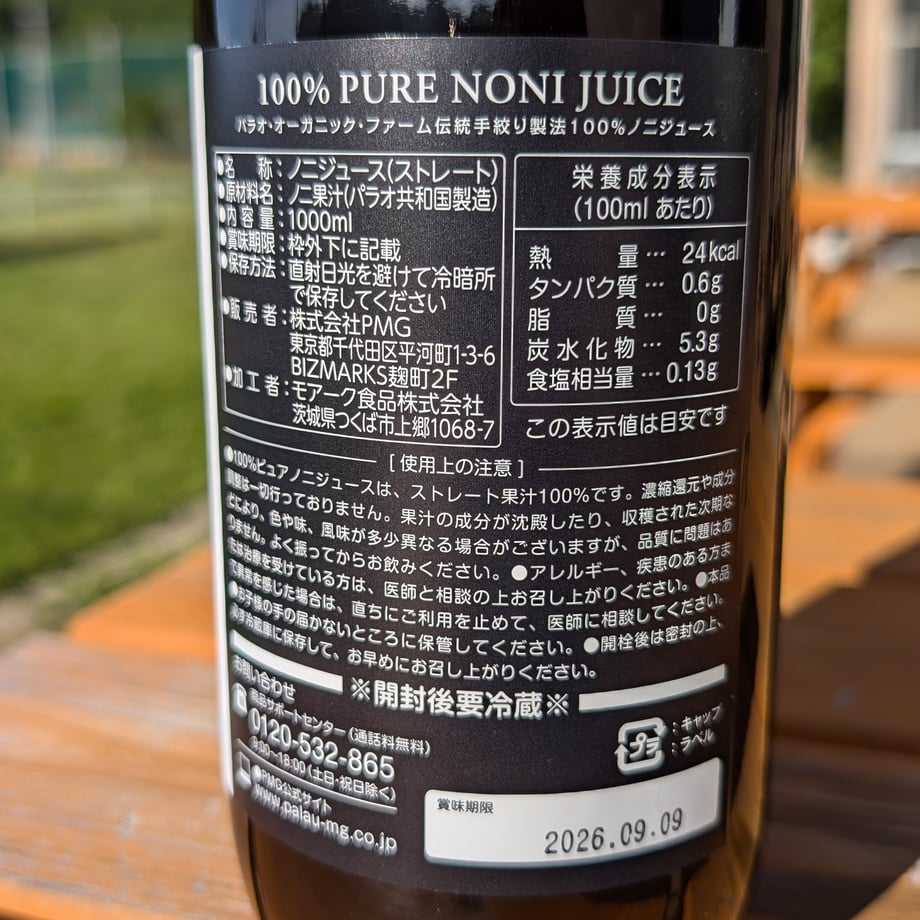 100% PURE NONI JUICE
パラオ・オーガニック・ファーム伝統手絞り製法100%ノニジュース
●名称：ノニジュース(ストレート)
●原材料名：ノニ果汁(パラオ共和国製造)
●内容量：1000ml
●賞味期限：枠外下に記載
●保存方法：直射日光を避けて冷暗所
で保存してください
●販売者：株式会社PMG
東京都千代田区平河町1-3-6
BIZMARKS麹町2F
●加工者：モアーク食品株式会社
茨城県つくば市上郷1068-7
栄養成分表示
(100ml あたり)
熱量… 24kcal
タンパク質… 0.6g
脂質… 0g
炭水化物… 5.3g
食塩相当量… 0.13g
この表示値は目安です
[ 使用上の注意 ]
●100%ピュアノニジュースは、ストレート果汁100%です。濃縮還元や成分
調整は一切行っておりません。果汁の成分が沈殿したり、収穫された次期な
どにより、色や味、風味が多少異なる場合がございますが、品質に問題はあ
りません。よく振ってからお飲みください。●アレルギー、疾患のある方ま
たは治療を受けている方は、医師と相談の上お召し上がりください。●本品
で異常を感じた場合は、直ちにご利用を止めて、医師に相談してください。
●お子様の手の届かないところに保管してください。●開栓後は密封の上、
必ず冷蔵庫に保存して、お早めにお召し上がりください。
※開封後要冷蔵※
お問い合わせ
商品サポートセンター(通話料無料)
0120-532-865
9:00~18:00(土日・祝日除く)
●PMG公式サイト
www.palau-mg.co.jp
プラ
：キャップ
：ラベル
賞味期限
2026.09.09